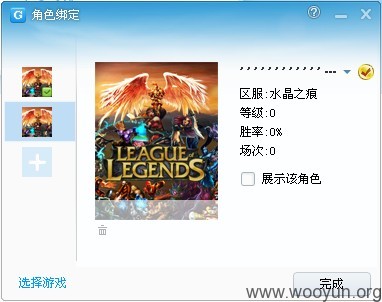 角色绑定
区服:水晶之痕
等级:0
胜率:0%
场次:0
展示该角色
LEAGUE of
LEGENDS
选择游戏
完成
www.wooyun.org